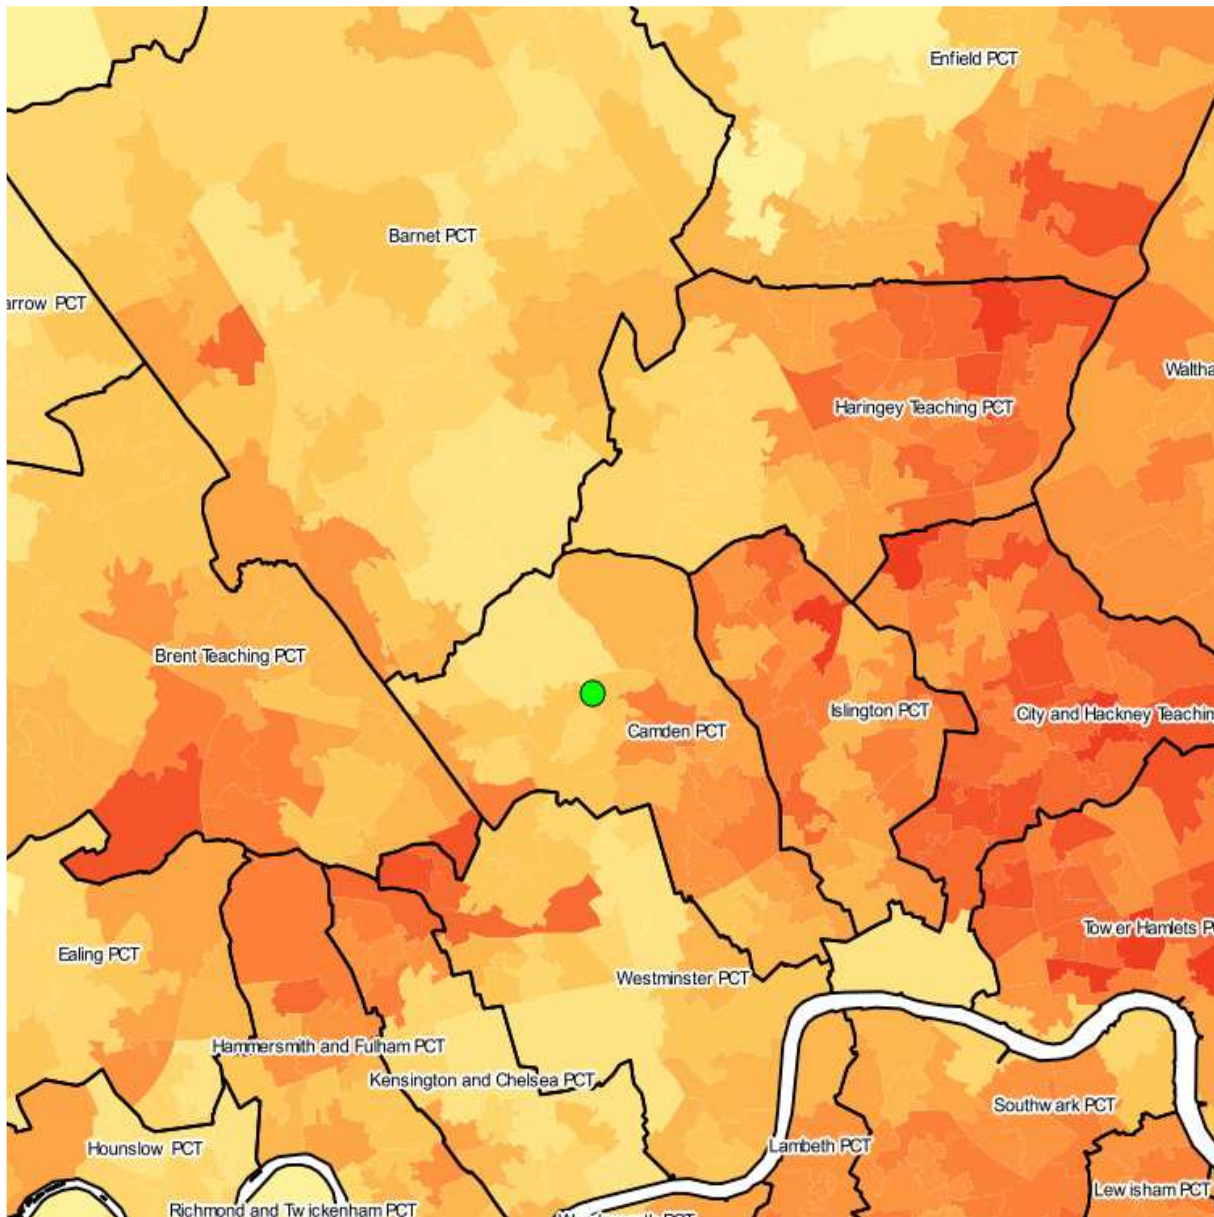 Enfield PCT
Barnet PCT
arrow PCT
Waltha
Haringey Teaching PCT
Brent Teaching PCT
Islington PCT
City and Hackney Teachin
Camden PCT
Tower Hamlets P
Ealing PCT
Westminster PCT
Hammersmith and Fulham PCT
Kensington and Chelsea PCT
Southwark PCT
Hounslow PCT
Lambeth PCT
Lewisham PCT
Richmond and Twickenham PCT